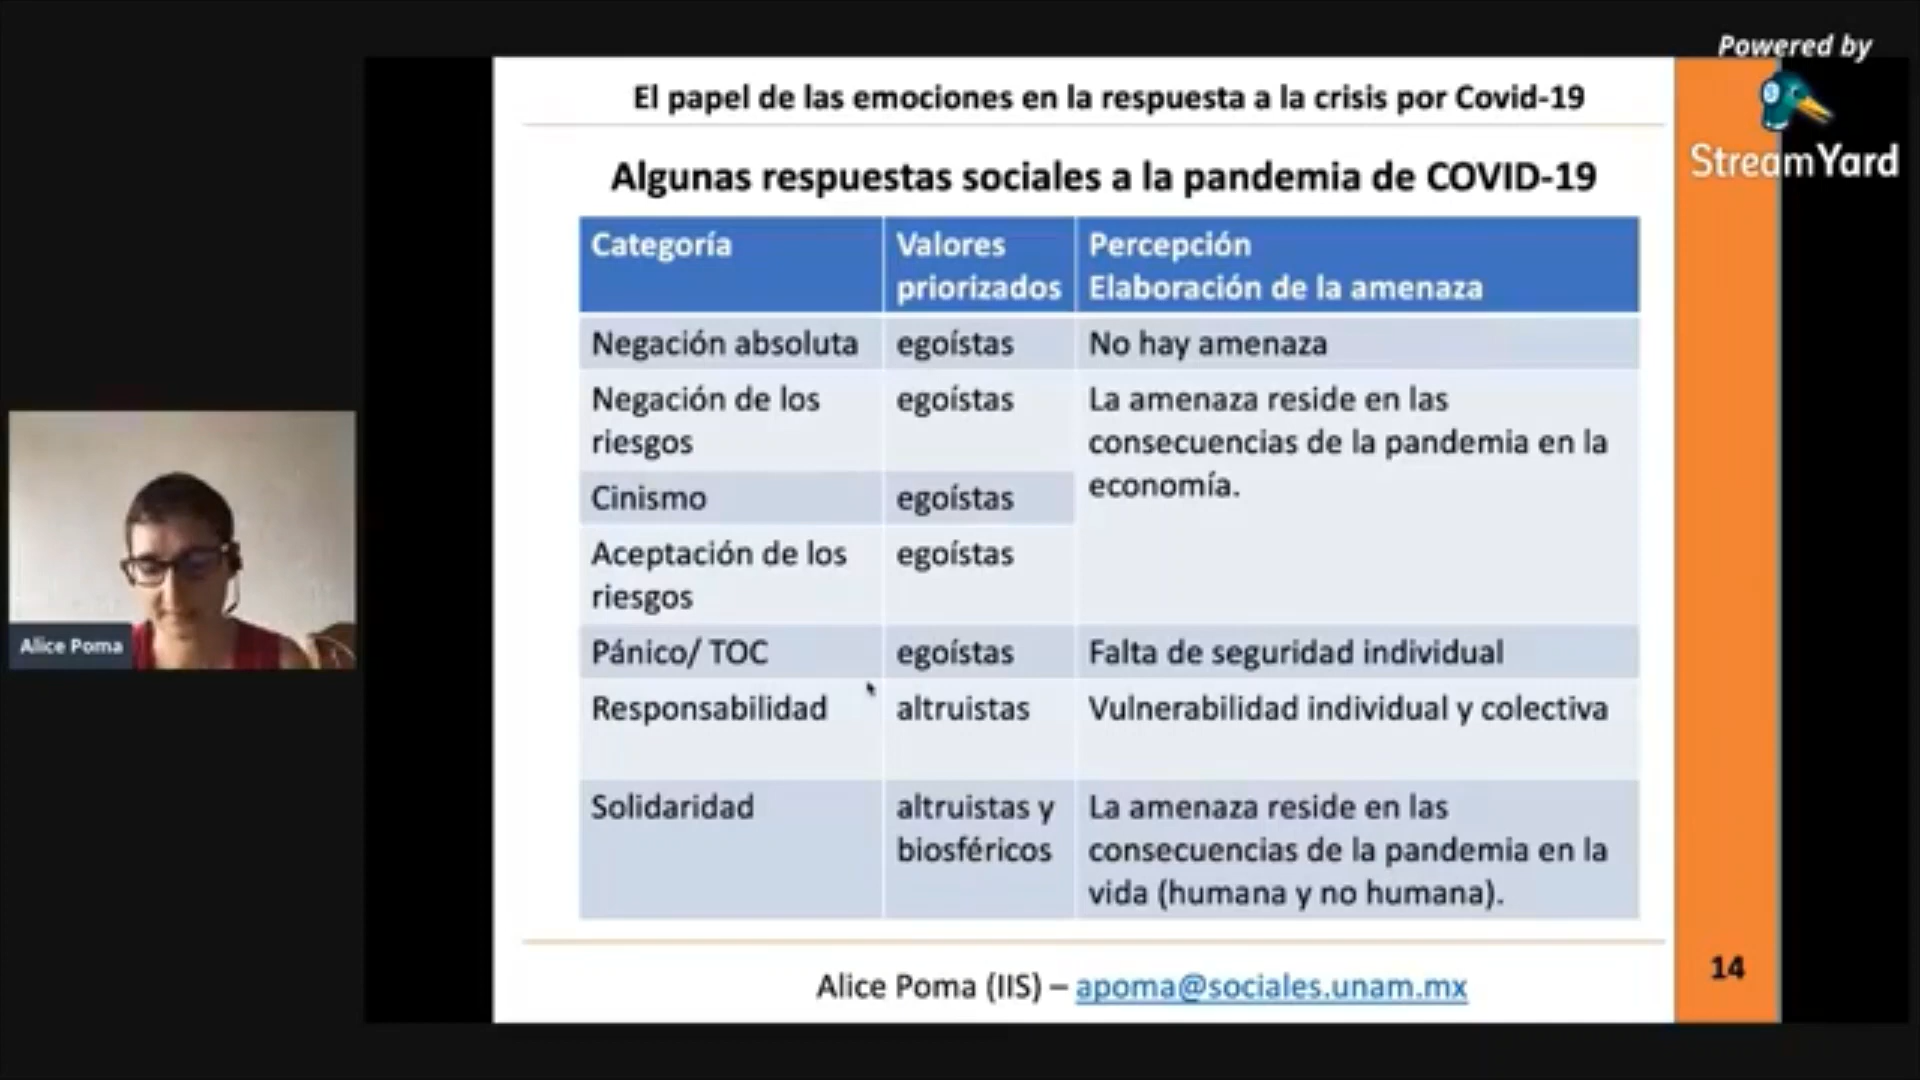 Powered by
StreamYard
El papel de las emociones en la respuesta a la crisis por Covid-19
Algunas respuestas sociales a la pandemia de COVID-19
Categoría
Valores
priorizados
Percepción
Elaboración de la amenaza
Negación absoluta
egoístas
No hay amenaza
Negación de los
riesgos
egoístas
La amenaza reside en las
consecuencias de la pandemia en la
economía.
Cinismo
egoístas
Aceptación de los
riesgos
egoístas
Pánico/ TOC
egoístas
Falta de seguridad individual
Responsabilidad
altruistas
Vulnerabilidad individual y colectiva
Solidaridad
altruistas y
biosféricos
La amenaza reside en las
consecuencias de la pandemia en la
vida (humana y no humana).
Alice Poma (IIS) – apoma@sociales.unam.mx
14
Alice Poma